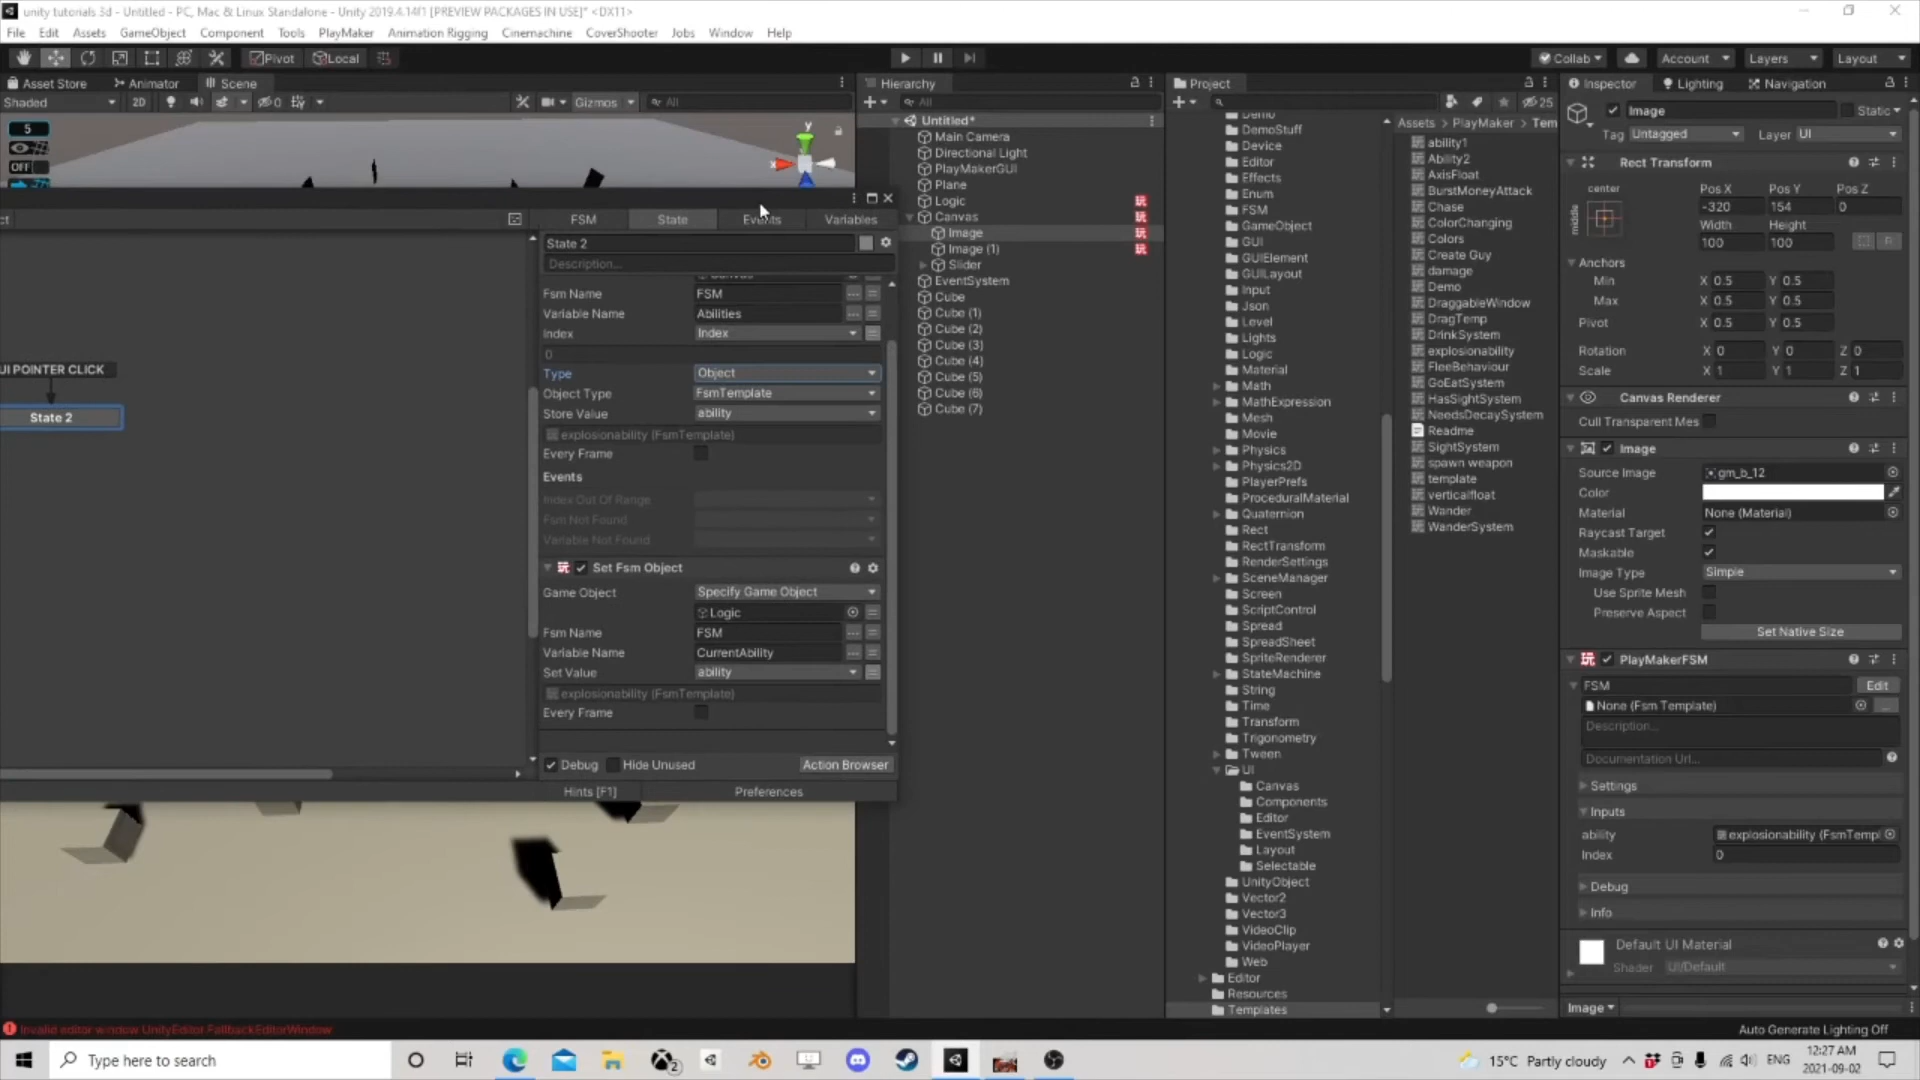 unity tutorials 3d - Untitled - PC, Mac & Linux Standalone - Unity 2019.4.14f1 [PREVIEW PACKAGES IN USE]* <DX11>
File Edit Assets GameObject Component Tools PlayMaker Animation Rigging Cinemachine CoverShooter Jobs Window Help
Pivot Local Collab Account Layers Layout
Asset Store Animator Scene
Shaded 2D 0 Gizmos All
5
OFF
FSM State Events Variables
State 2
Description...
UI POINTER CLICK
State 2
Fsm Name FSM
Variable Name Abilities
Index Index
0
Type Object
Object Type FsmTemplate
Store Value ability
explosionability (FsmTemplate)
Every Frame
Events
Index Out Of Range
Fsm Not Found
Variable Not Found
Set Fsm Object
Game Object Specify Game Object
Logic
Fsm Name FSM
Variable Name CurrentAbility
Set Value ability
explosionability (FsmTemplate)
Every Frame
Debug Hide Unused Action Browser
Hints [F1] Preferences
Hierarchy
All
Untitled*
Main Camera
Directional Light
PlayMakerGUI
Plane
Logic
Canvas
Image
Image (1)
Slider
EventSystem
Cube
Cube (1)
Cube (2)
Cube (3)
Cube (4)
Cube (5)
Cube (6)
Cube (7)
Project
25
Demo
DemoStuff
Device
Editor
Effects
Enum
FSM
GameObject
GUI
GUIElement
GUILayout
Input
Json
Level
Lights
Logic
Material
Math
MathExpression
Mesh
Movie
Physics
Physics2D
PlayerPrefs
ProceduralMaterial
Quaternion
Rect
RectTransform
RenderSettings
SceneManager
Screen
ScriptControl
Spread
SpreadSheet
SpriteRenderer
StateMachine
String
Time
Transform
Trigonometry
Tween
UI
Canvas
Components
Editor
EventSystem
Layout
Selectable
UnityObject
Vector2
Vector3
VideoClip
VideoPlayer
Web
Editor
Resources
Templates
Assets > PlayMaker > Tem
ability1
Ability2
AxisFloat
BurstMoneyAttack
Chase
ColorChanging
Colors
Create Guy
damage
Demo
DraggableWindow
DragTemp
DrinkSystem
explosionability
FleeBehaviour
GoEatSystem
HasSightSystem
NeedsDecaySystem
Readme
SightSystem
spawn weapon
template
verticalfloat
Wander
WanderSystem
Inspector Lighting Navigation
Image Static
Tag Untagged Layer UI
Rect Transform
center Pos X Pos Y Pos Z
middle -320 154 0
Width Height
100 100 R
Anchors
Min X 0.5 Y 0.5
Max X 0.5 Y 0.5
Pivot X 0.5 Y 0.5
Rotation X 0 Y 0 Z 0
Scale X 1 Y 1 Z 1
Canvas Renderer
Cull Transparent Mes
Image
Source Image gm_b_12
Color
Material None (Material)
Raycast Target
Maskable
Image Type Simple
Use Sprite Mesh
Preserve Aspect
Set Native Size
PlayMakerFSM
FSM Edit
None (Fsm Template)
Description...
Documentation Url...
Settings
Inputs
ability explosionability (FsmTempl
Index 0
Debug
Info
Default UI Material
Shader UI/Default
Image
Invalid editor window UnityEditor.FallbackEditorWindow
Auto Generate Lighting Off
Type here to search
15°C Partly cloudy
ENG
12:27 AM
2021-09-02